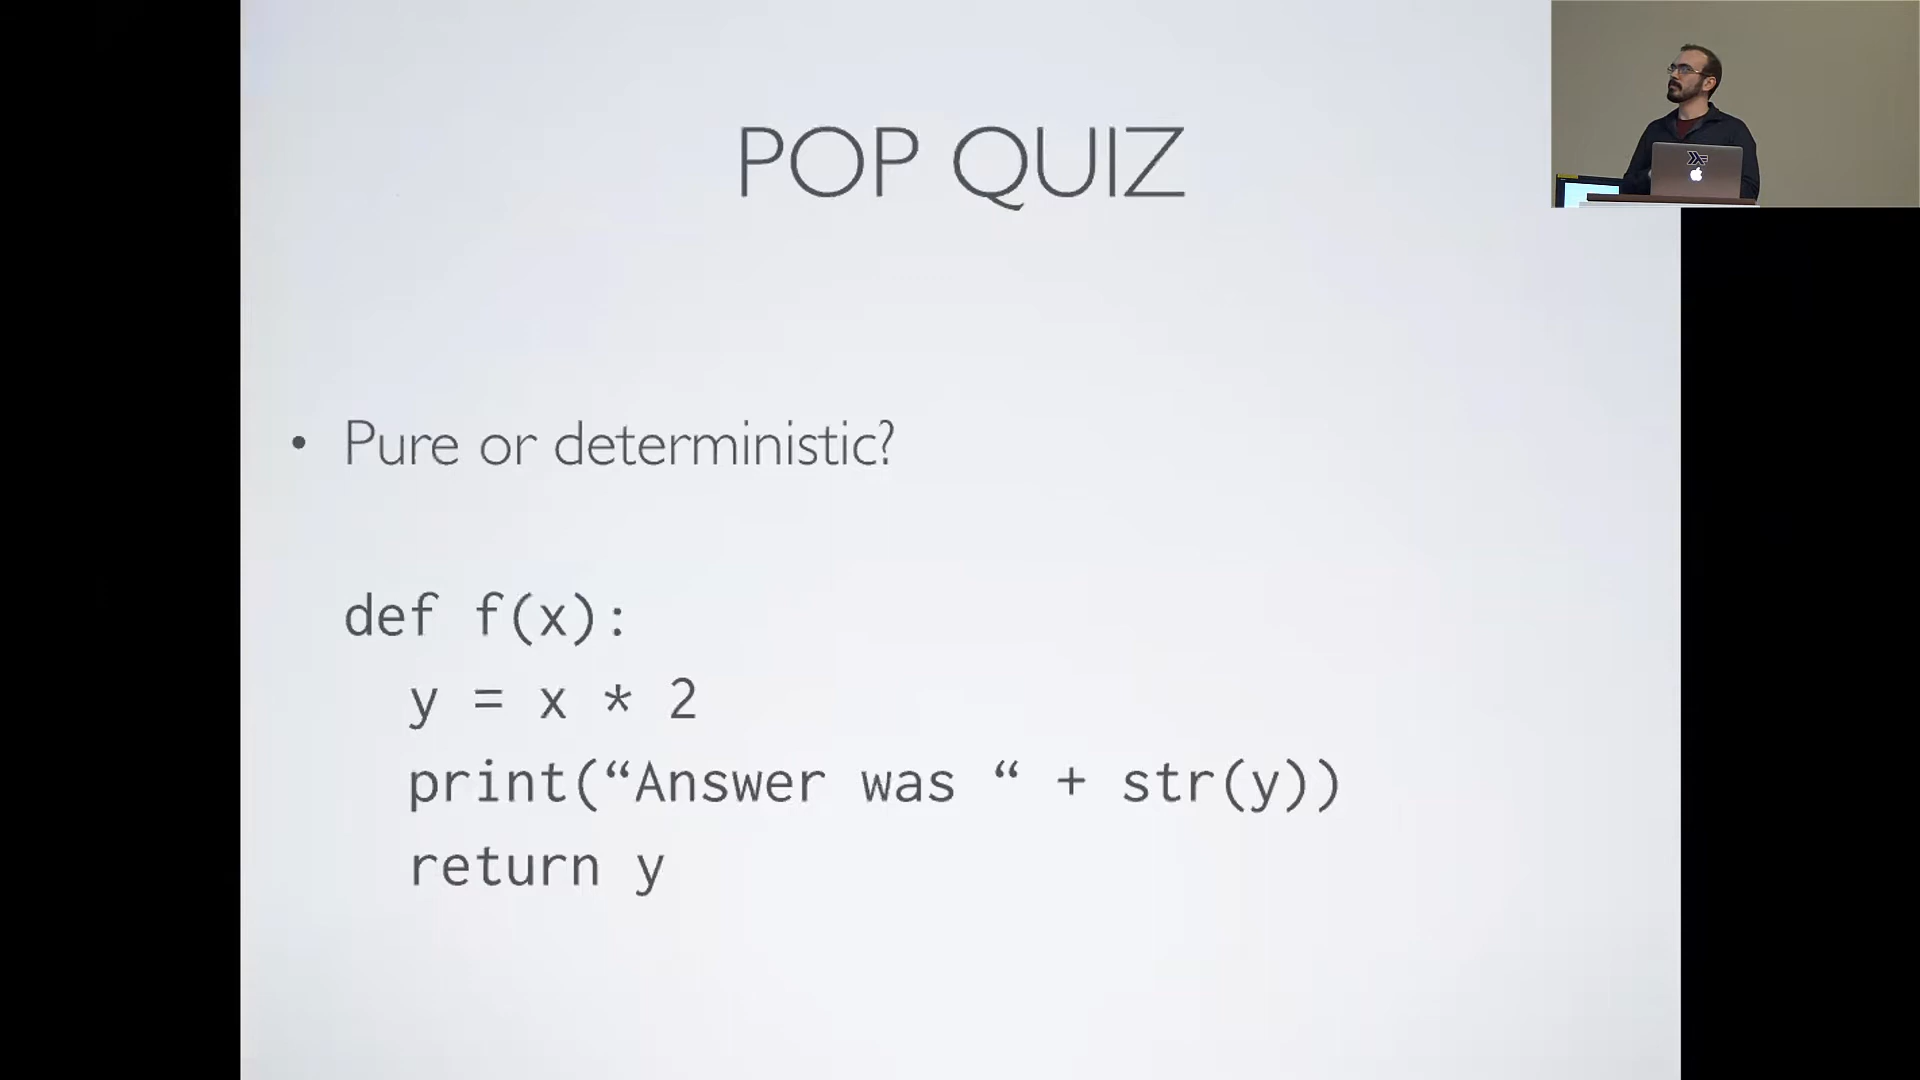 POP QUIZ
• Pure or deterministic?
def f(x):
  y = x * 2
  print(“Answer was “ + str(y))
  return y